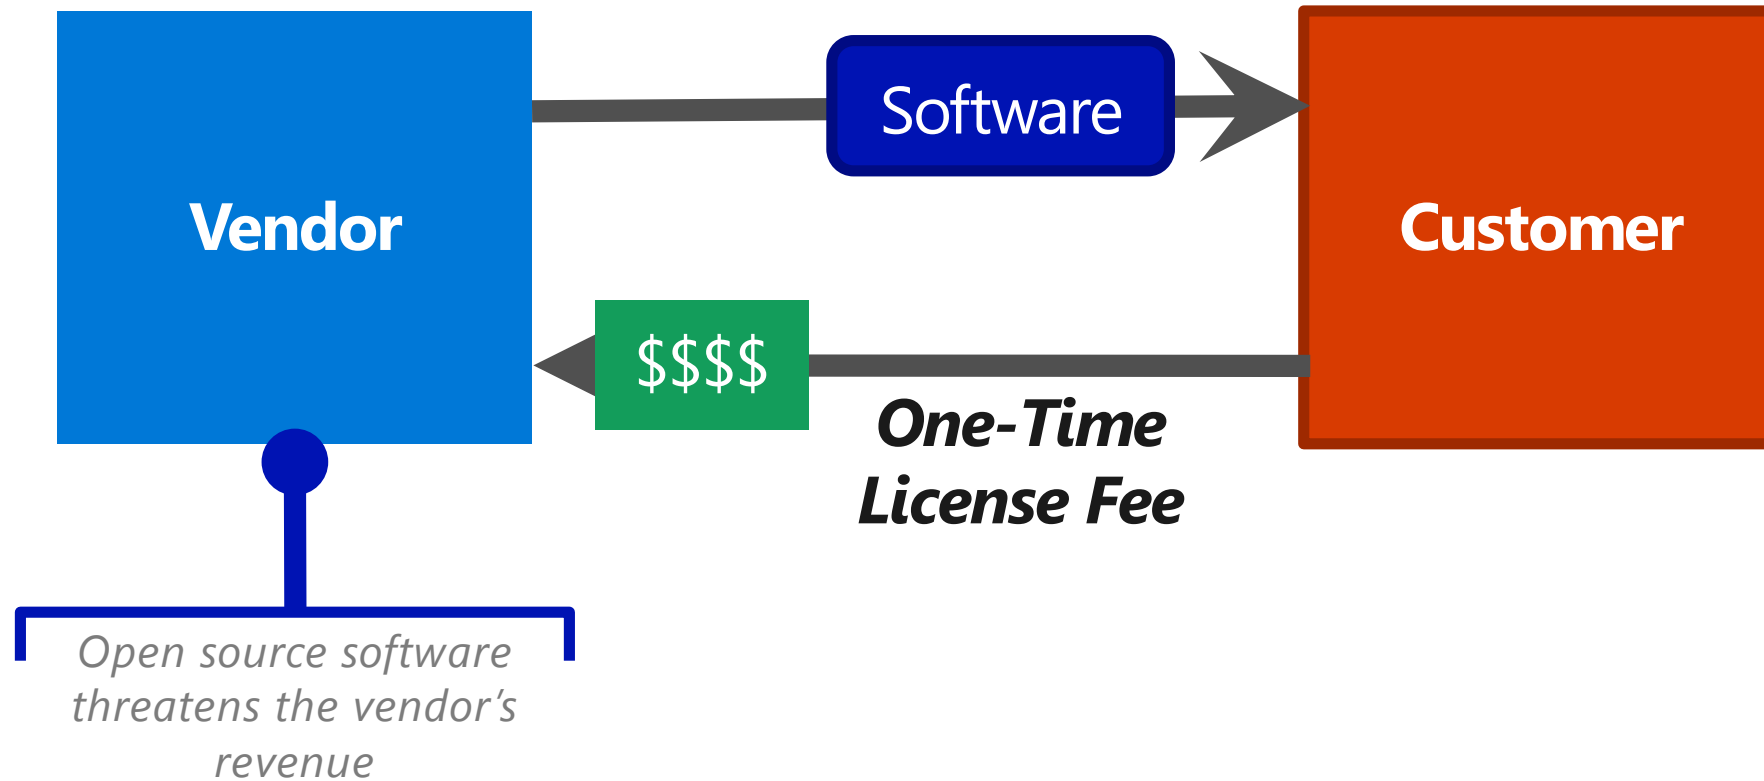 Software
Vendor
Customer
$$$$
One-Time
License Fee
Open source software
threatens the vendor’s
revenue